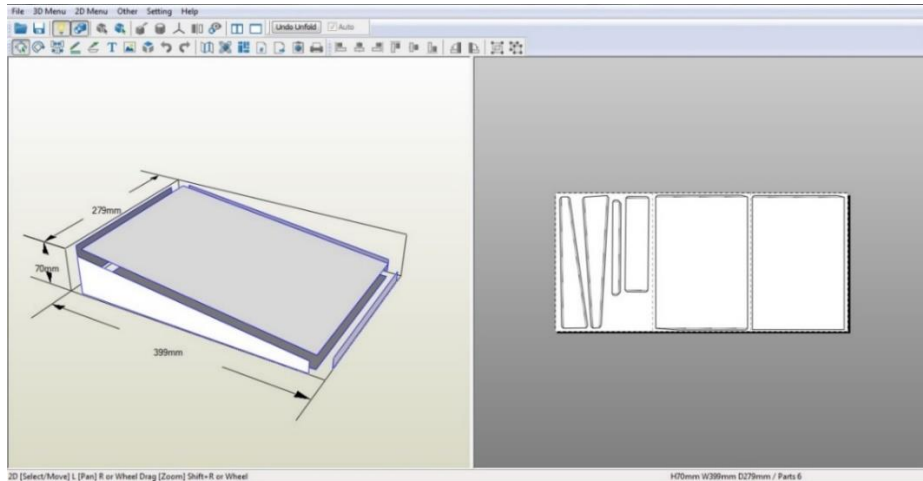 File 3D Menu 2D Menu Other Setting Help
Undo Unfold Auto
T
279mm
70mm
399mm
2D [Select/Move] L [Pan] R or Wheel Drag [Zoom] Shift+R or Wheel
H70mm W399mm D279mm / Parts 6